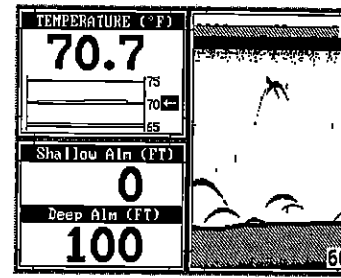 TEMPERATURE (°F)
70.7
75
70
65
Shallow Alm (FT)
0
Deep Alm (FT)
100